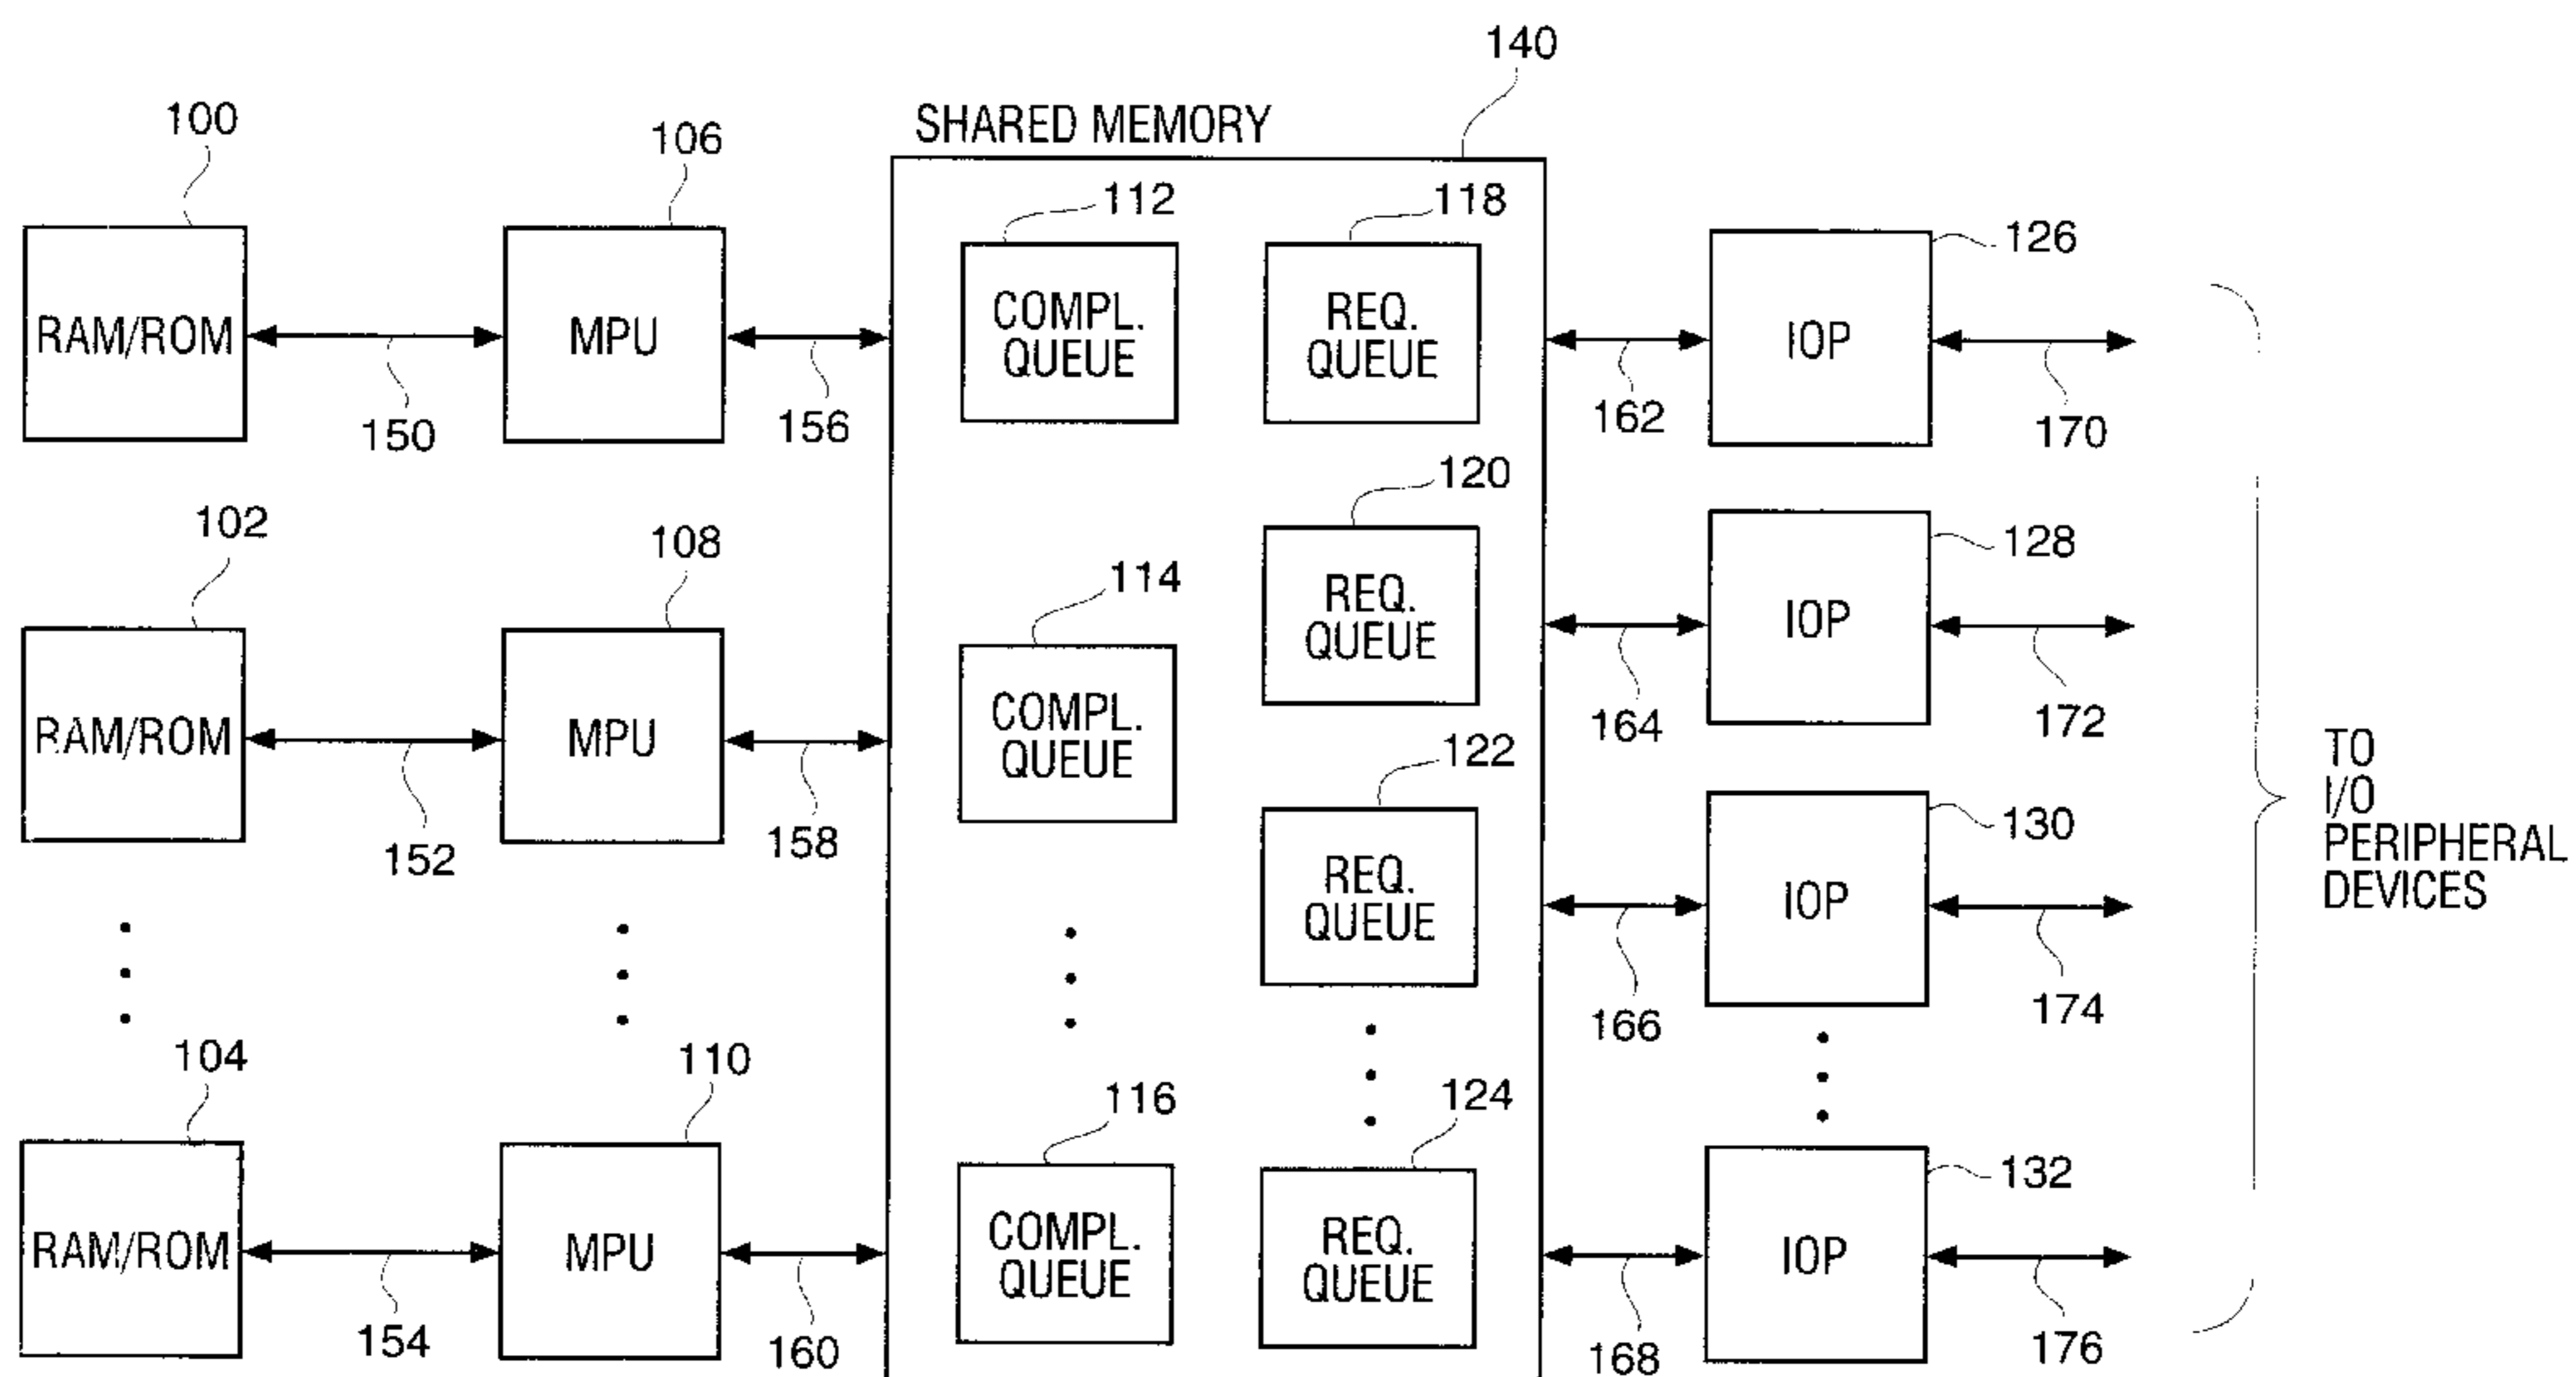 140
SHARED MEMORY
100
106
112
118
126
RAM/ROM
MPU
COMPL.
QUEUE
REQ.
QUEUE
IOP
150
156
162
170
102
108
114
120
128
RAM/ROM
MPU
COMPL.
QUEUE
REQ.
QUEUE
IOP
152
158
164
172
122
130
REQ.
QUEUE
IOP
166
174
TO
I/O
PERIPHERAL
DEVICES
104
110
116
124
132
RAM/ROM
MPU
COMPL.
QUEUE
REQ.
QUEUE
IOP
154
160
168
176